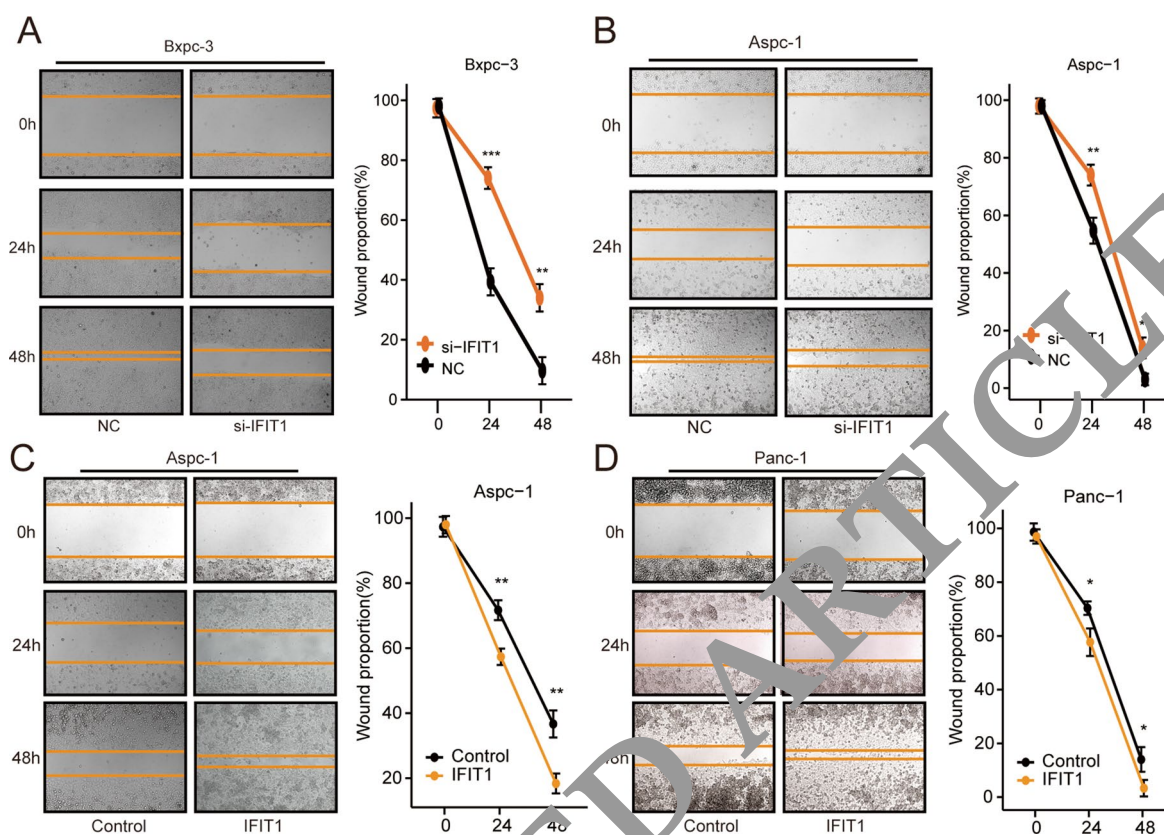 A
Bxpc-3
0h
24h
48h
NC
si-IFIT1
Bxpc-3
Wound proportion(%)
100
80
60
40
20
0
***
**
si-IFIT1
NC
0
24
48
B
Aspc-1
0h
24h
48h
NC
si-IFIT1
Aspc-1
Wound proportion(%)
100
80
60
40
20
0
**
*
si-IFIT1
NC
0
24
48
C
Aspc-1
0h
24h
48h
Control
IFIT1
Aspc-1
Wound proportion(%)
100
80
60
40
20
**
**
Control
IFIT1
0
24
48
D
Panc-1
0h
24h
Control
IFIT1
Panc-1
Wound proportion(%)
100
80
60
40
20
0
*
*
Control
IFIT1
0
24
48
D ARTICLE